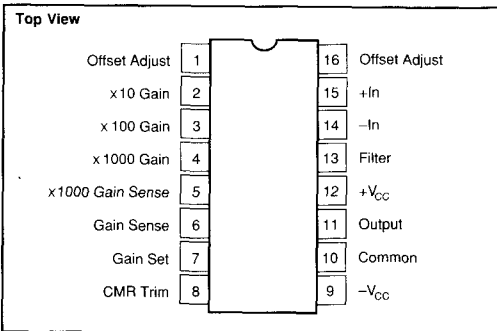 Top View
Offset Adjust 1 16 Offset Adjust
x10 Gain 2 15 +In
x100 Gain 3 14 –In
x1000 Gain 4 13 Filter
x1000 Gain Sense 5 12 +VCC
Gain Sense 6 11 Output
Gain Set 7 10 Common
CMR Trim 8 9 –VCC